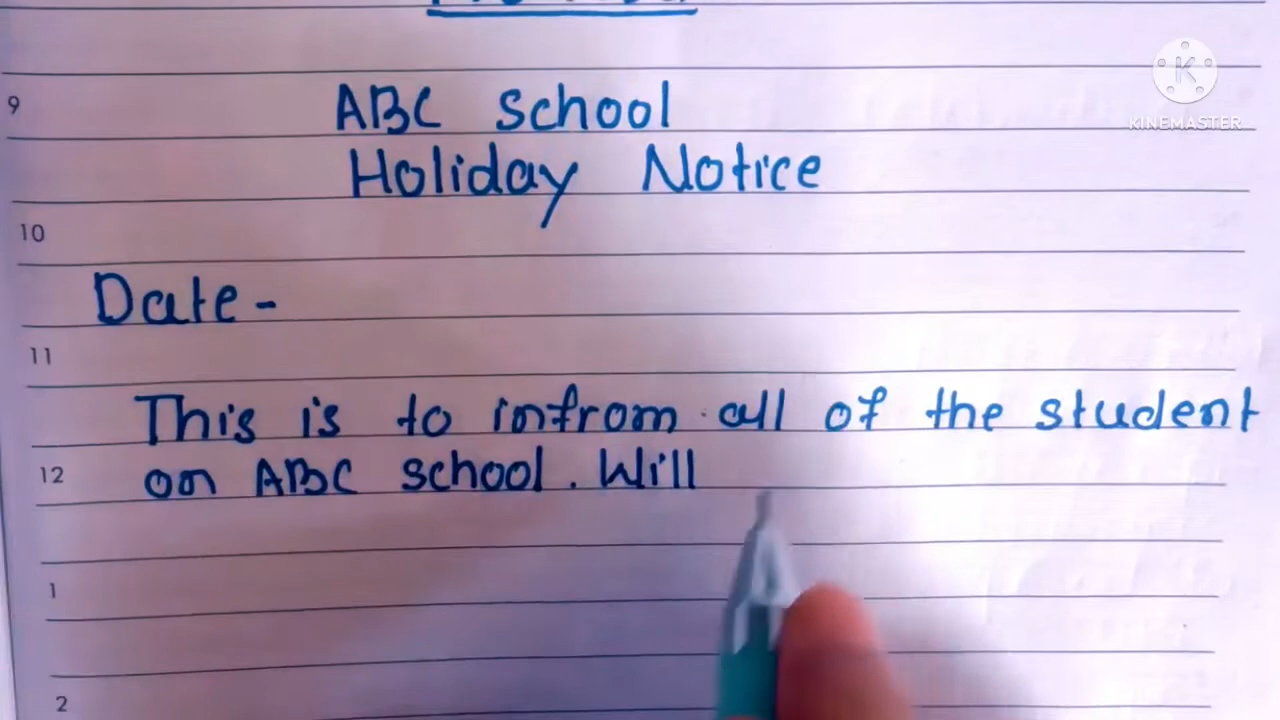 K
KINEMASTER
9
ABC school
Holiday Notice
10
Date -
11
This is to infrom all of the student
12
on ABC school. Will
1
2